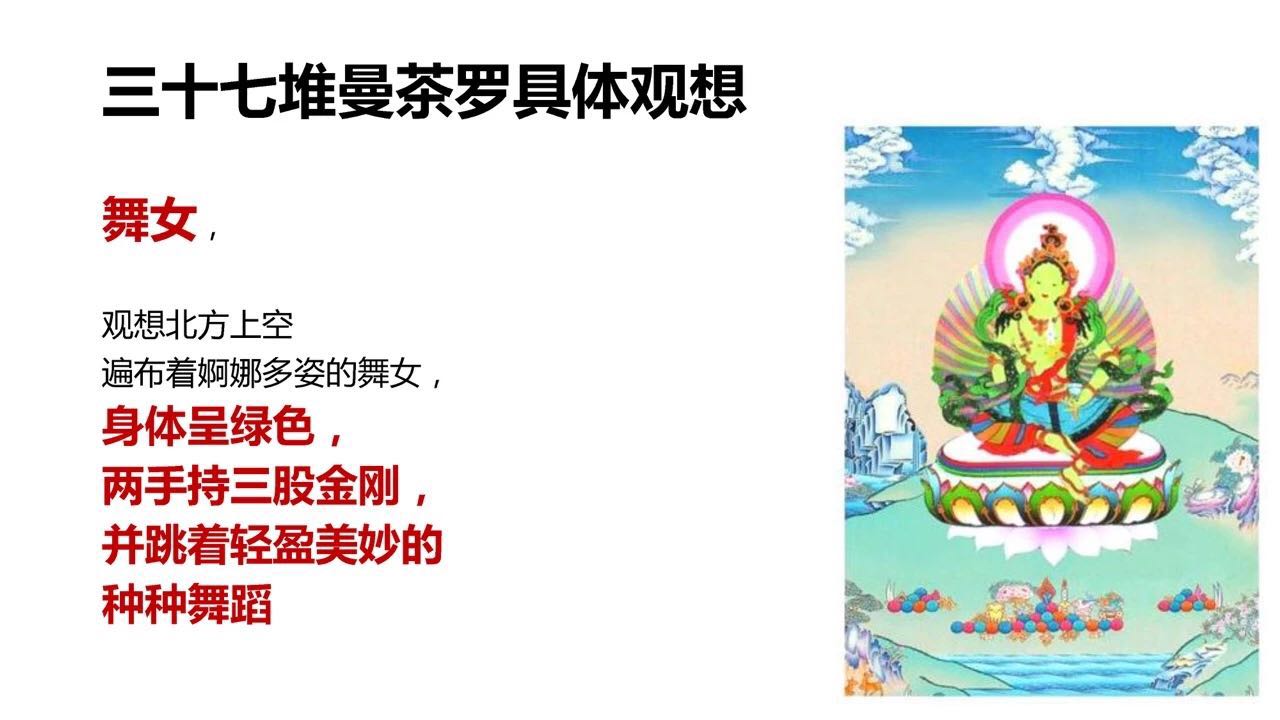 三十七堆曼茶罗具体观想
舞女，
观想北方上空
遍布着婀娜多姿的舞女，
身体呈绿色，
两手持三股金刚，
并跳着轻盈美妙的
种种舞蹈